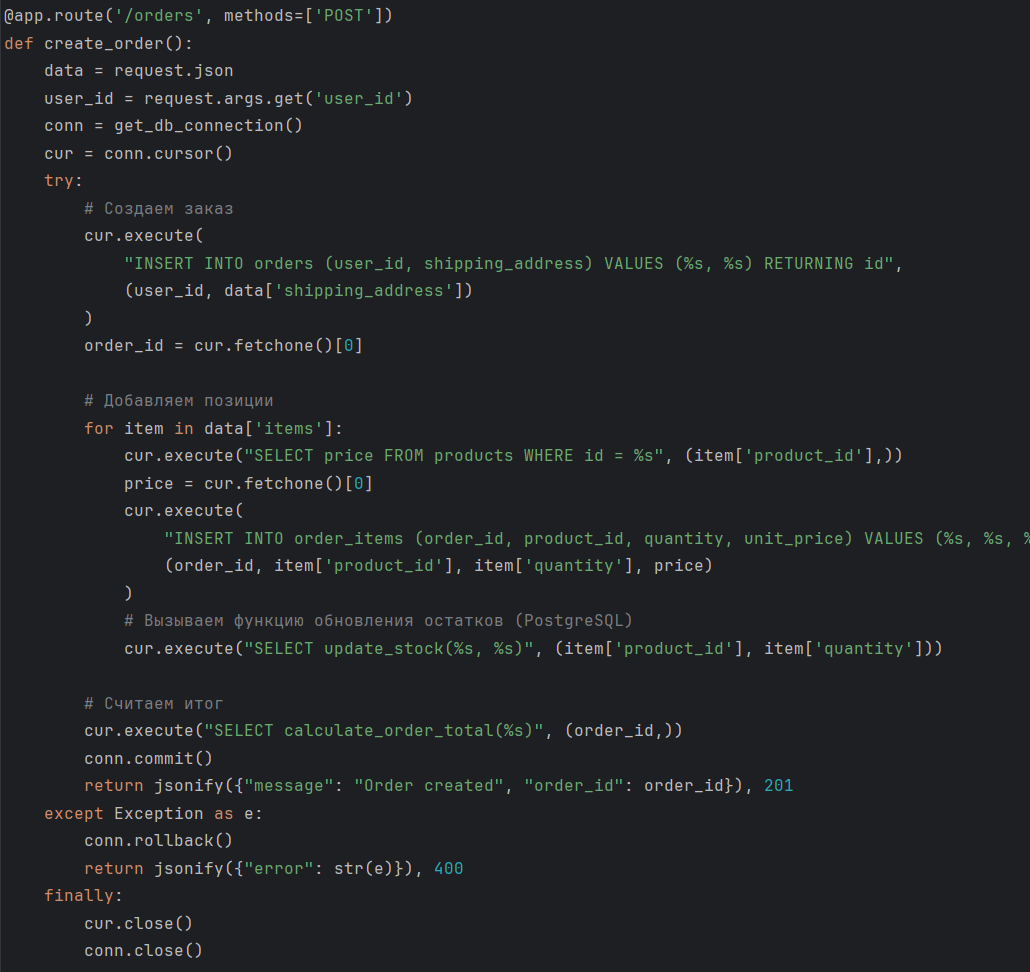 @app.route('/orders', methods=['POST'])
def create_order():
    data = request.json
    user_id = request.args.get('user_id')
    conn = get_db_connection()
    cur = conn.cursor()
    try:
        # Создаем заказ
        cur.execute(
            "INSERT INTO orders (user_id, shipping_address) VALUES (%s, %s) RETURNING id",
            (user_id, data['shipping_address'])
        )
        order_id = cur.fetchone()[0]

        # Добавляем позиции
        for item in data['items']:
            cur.execute("SELECT price FROM products WHERE id = %s", (item['product_id'],))
            price = cur.fetchone()[0]
            cur.execute(
                "INSERT INTO order_items (order_id, product_id, quantity, unit_price) VALUES (%s, %s, %
                (order_id, item['product_id'], item['quantity'], price)
            )
            # Вызываем функцию обновления остатков (PostgreSQL)
            cur.execute("SELECT update_stock(%s, %s)", (item['product_id'], item['quantity']))

        # Считаем итог
        cur.execute("SELECT calculate_order_total(%s)", (order_id,))
        conn.commit()
        return jsonify({"message": "Order created", "order_id": order_id}), 201
    except Exception as e:
        conn.rollback()
        return jsonify({"error": str(e)}), 400
    finally:
        cur.close()
        conn.close()